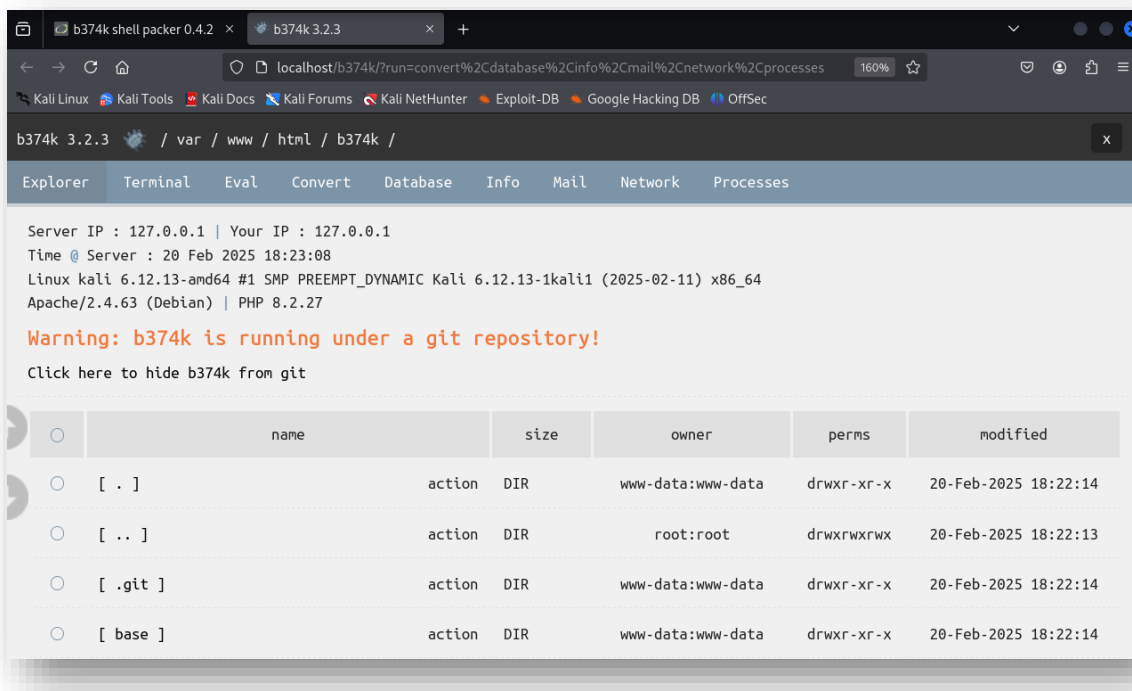 b374k shell packer 0.4.2
b374k 3.2.3
localhost/b374k/?run=convert%2Cdatabase%2Cinfo%2Cmail%2Cnetwork%2Cprocesses 160%
Kali Linux Kali Tools Kali Docs Kali Forums Kali NetHunter Exploit-DB Google Hacking DB OffSec
b374k 3.2.3 / var / www / html / b374k / x
Explorer Terminal Eval Convert Database Info Mail Network Processes
Server IP : 127.0.0.1 | Your IP : 127.0.0.1
Time @ Server : 20 Feb 2025 18:23:08
Linux kali 6.12.13-amd64 #1 SMP PREEMPT_DYNAMIC Kali 6.12.13-1kali1 (2025-02-11) x86_64
Apache/2.4.63 (Debian) | PHP 8.2.27
Warning: b374k is running under a git repository!
Click here to hide b374k from git
name size owner perms modified
[ . ] action DIR www-data:www-data drwxr-xr-x 20-Feb-2025 18:22:14
[ .. ] action DIR root:root drwxrwxrwx 20-Feb-2025 18:22:13
[ .git ] action DIR www-data:www-data drwxr-xr-x 20-Feb-2025 18:22:14
[ base ] action DIR www-data:www-data drwxr-xr-x 20-Feb-2025 18:22:14